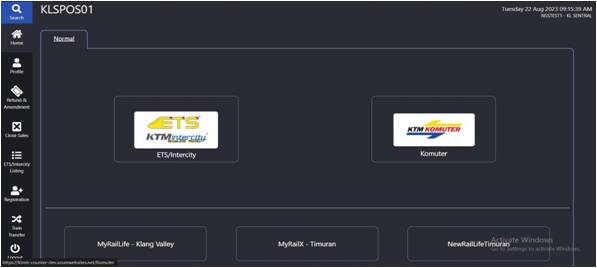 KLSPOS01
Tuesday 22 Aug 2023 09:15:39 AM
NSSTEST1 - KL SENTRAL
Search
Home
Profile
Refund &
Amendment
Close Sales
ETS/Intercity
Listing
Registration
Train
Transfer
Logout
Normal
ETS
KTM intercity
ETS/Intercity
KTM KOMUTER
Komuter
MyRailLife - Klang Valley
MyRailX - Timuran
NewRailLifeTimuran
Activate Windows
Go to Settings to activate Windows.
https://ktmb-counter-dev.azurewebsites.net/Komuter